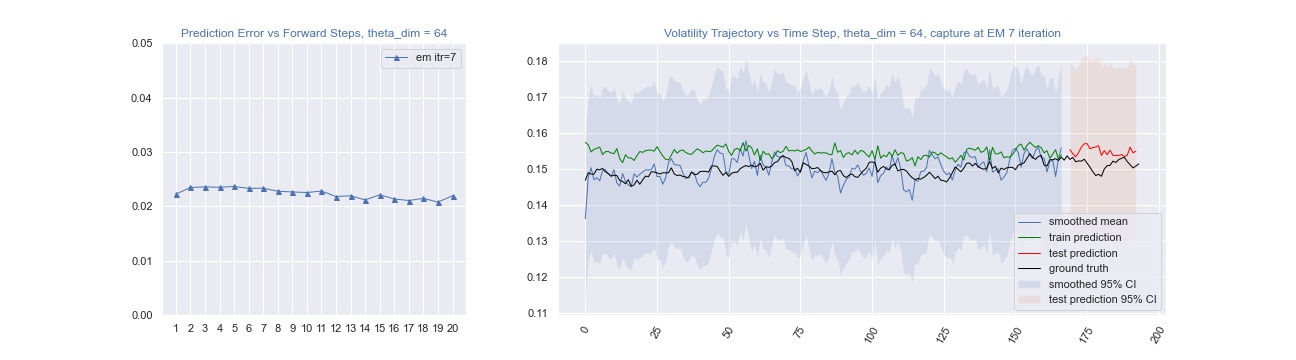 Prediction Error vs Forward Steps, theta_dim = 64
0.05
0.04
0.03
0.02
0.01
0.00
em itr=7
1 2 3 4 5 6 7 8 9 10 11 12 13 14 15 16 17 18 19 20
Volatility Trajectory vs Time Step, theta_dim = 64, capture at EM 7 iteration
0.18
0.17
0.16
0.15
0.14
0.13
0.12
0.11
smoothed mean
train prediction
test prediction
ground truth
smoothed 95% CI
test prediction 95% CI
0 25 50 75 100 125 150 175 200